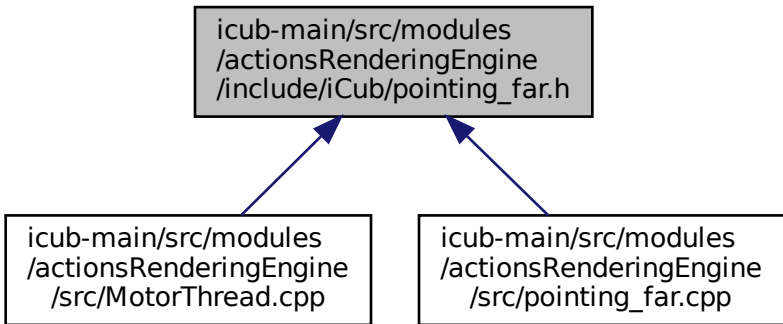 icub-main/src/modules
/actionsRenderingEngine
/include/iCub/pointing_far.h
icub-main/src/modules
/actionsRenderingEngine
/src/MotorThread.cpp
icub-main/src/modules
/actionsRenderingEngine
/src/pointing_far.cpp